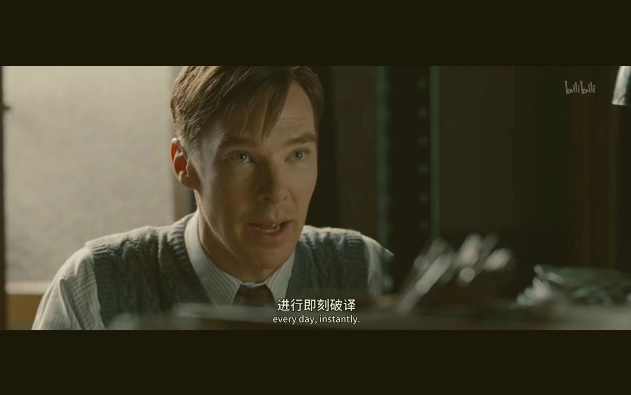 bilibili
进行即刻破译
every day, instantly.